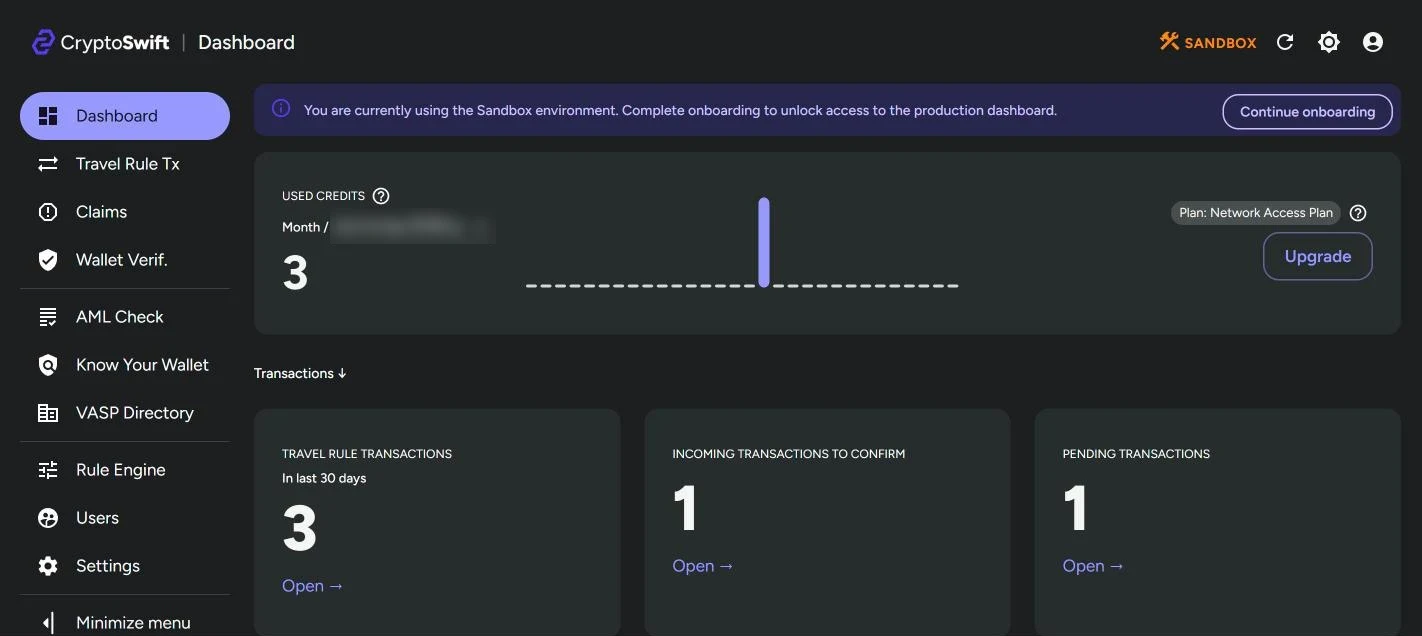 CryptoSwift | Dashboard
SANDBOX
Dashboard
Travel Rule Tx
Claims
Wallet Verif.
AML Check
Know Your Wallet
VASP Directory
Rule Engine
Users
Settings
Minimize menu
You are currently using the Sandbox environment. Complete onboarding to unlock access to the production dashboard.
Continue onboarding
USED CREDITS
Month /
3
Plan: Network Access Plan
Upgrade
Transactions ↓
TRAVEL RULE TRANSACTIONS
In last 30 days
3
Open →
INCOMING TRANSACTIONS TO CONFIRM
1
Open →
PENDING TRANSACTIONS
1
Open →